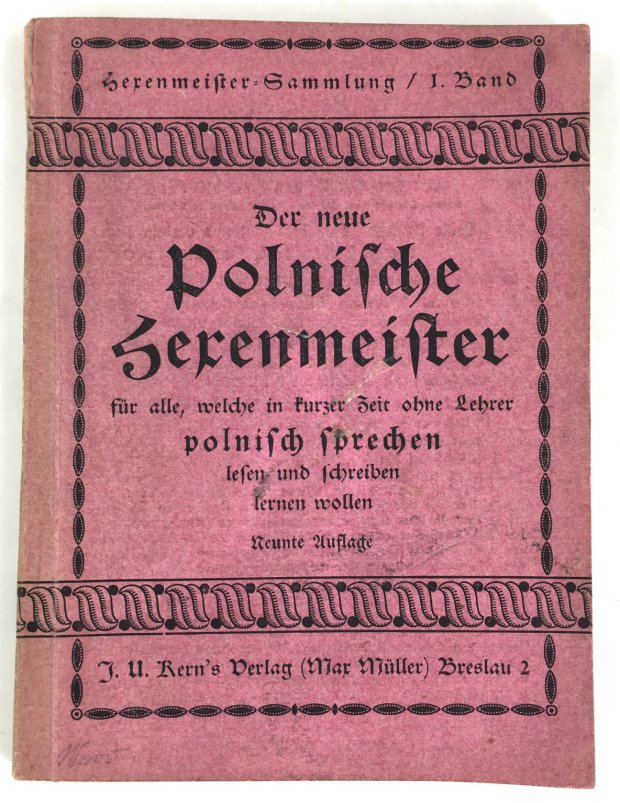 Hexenmeister-Sammlung / I. Band
Der neue
Polnische
Hexenmeister
für alle, welche in kurzer Zeit ohne Lehrer
polnisch sprechen
lesen und schreiben
lernen wollen
Neunte Auflage
J. U. Kern's Verlag (Max Müller) Breslau 2